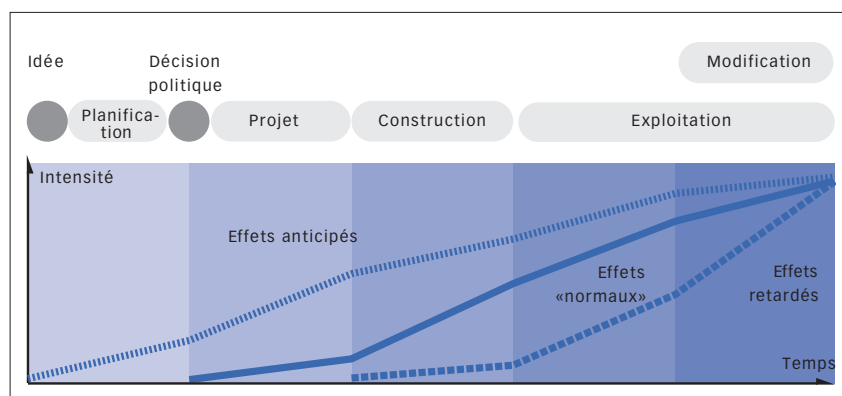 Idée
Décision
politique
Modification
Planifica-
tion
Projet
Construction
Exploitation
Intensité
Effets anticipés
Effets
«normaux»
Effets
retardés
Temps